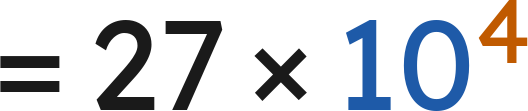 = 27 × 10⁴